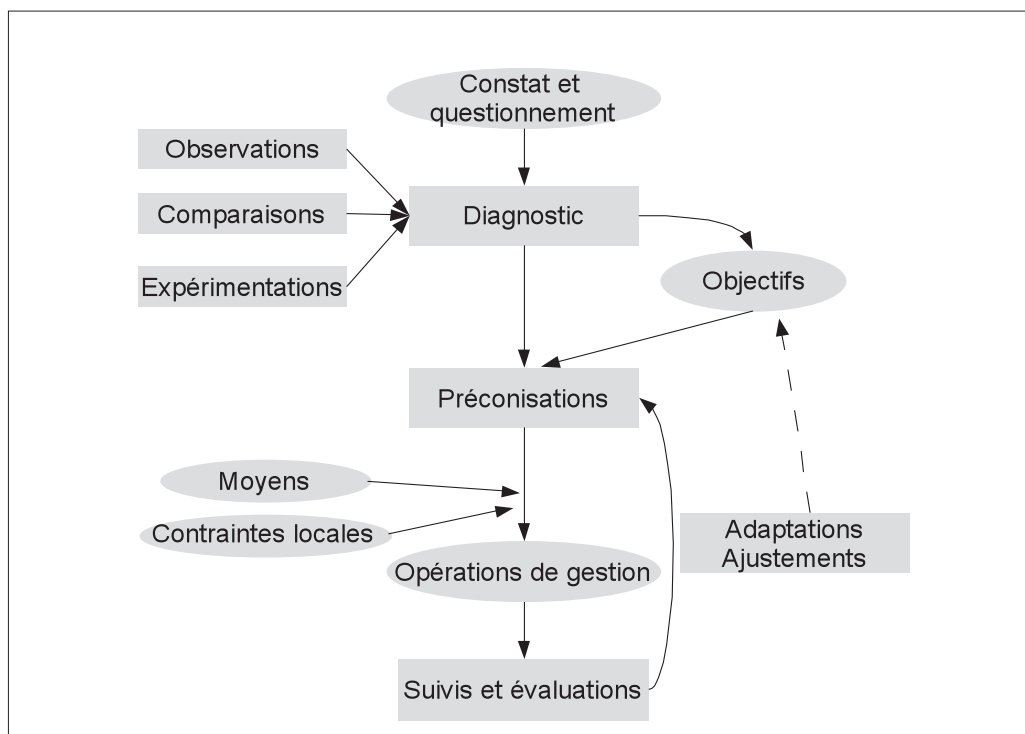 Constat et
questionnement
Observations
Comparaisons
Expérimentations
Diagnostic
Objectifs
Préconisations
Moyens
Contraintes locales
Opérations de gestion
Adaptations
Ajustements
Suivis et évaluations